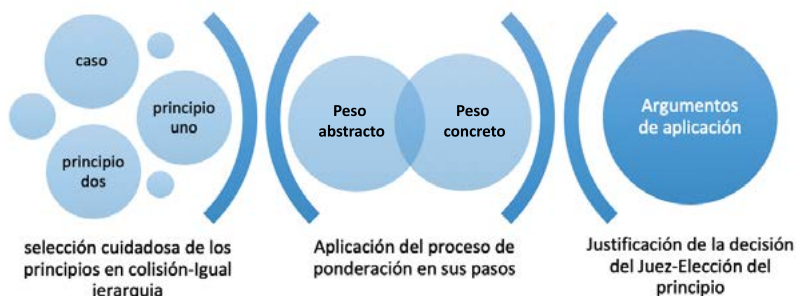 caso
principio
uno
principio
dos
selección cuidadosa de los
principios en colisión-Igual
jerarquia
Peso
abstracto
Peso
concreto
Aplicación del proceso de
ponderación en sus pasos
Argumentos
de aplicación
Justificación de la decisión
del Juez-Elección del
principio